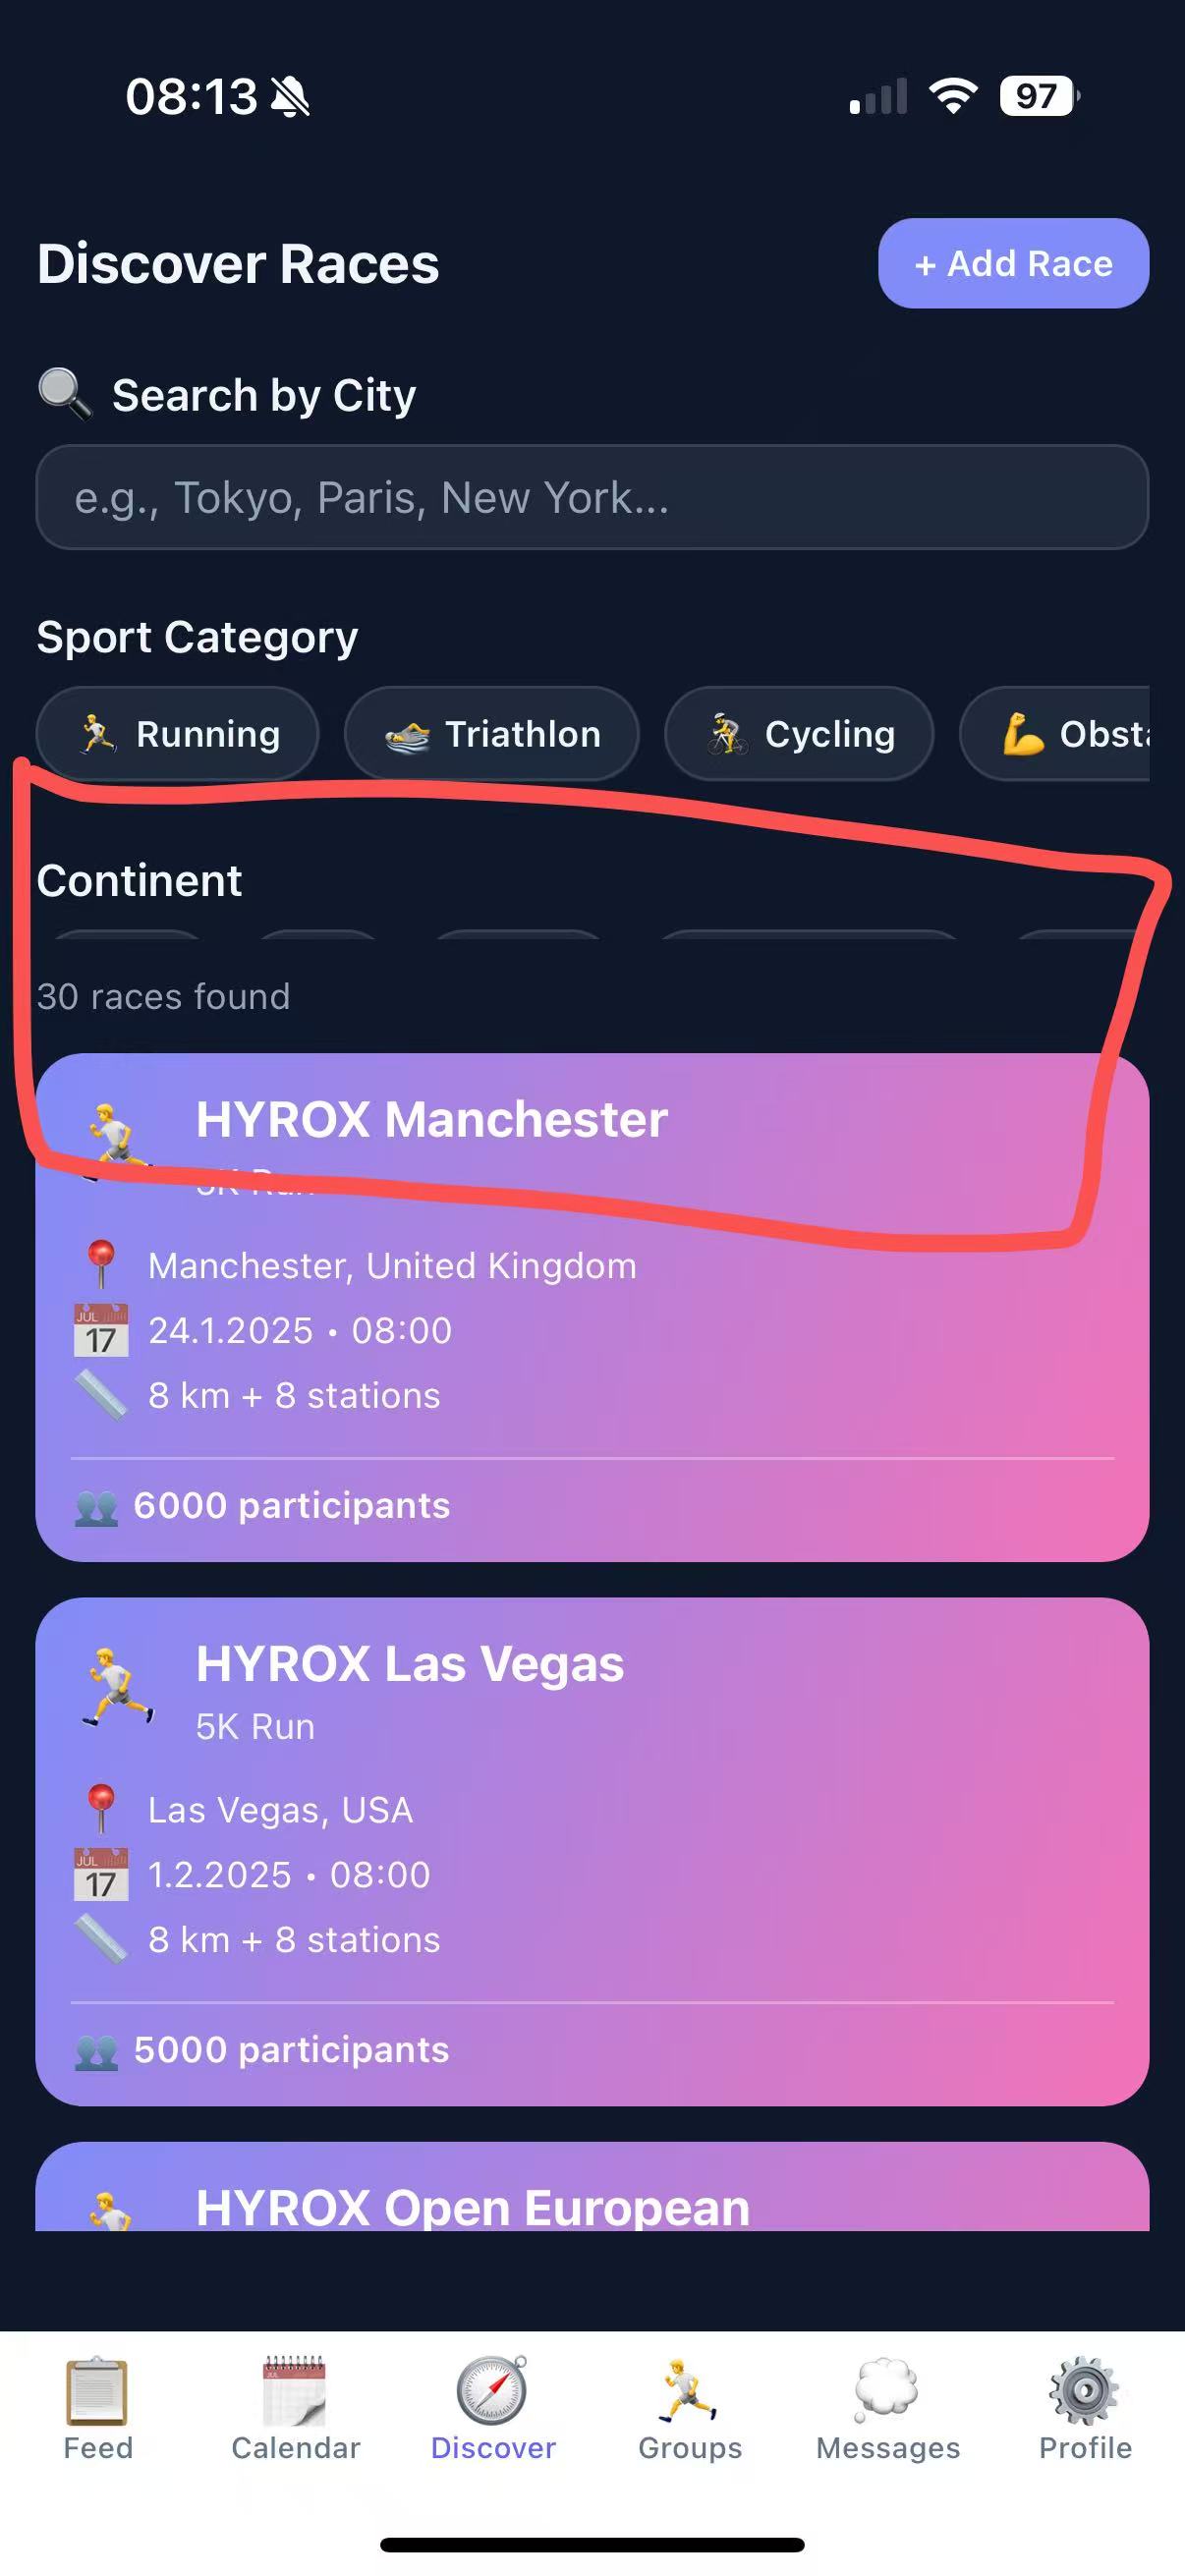 08:13
97
Discover Races
+ Add Race
Search by City
e.g., Tokyo, Paris, New York...
Sport Category
Running
Triathlon
Cycling
Obsta
Continent
30 races found
HYROX Manchester
5K Run
Manchester, United Kingdom
JUL
17
24.1.2025 • 08:00
8 km + 8 stations
6000 participants
HYROX Las Vegas
5K Run
Las Vegas, USA
JUL
17
1.2.2025 • 08:00
8 km + 8 stations
5000 participants
HYROX Open European
Feed
Calendar
Discover
Groups
Messages
Profile